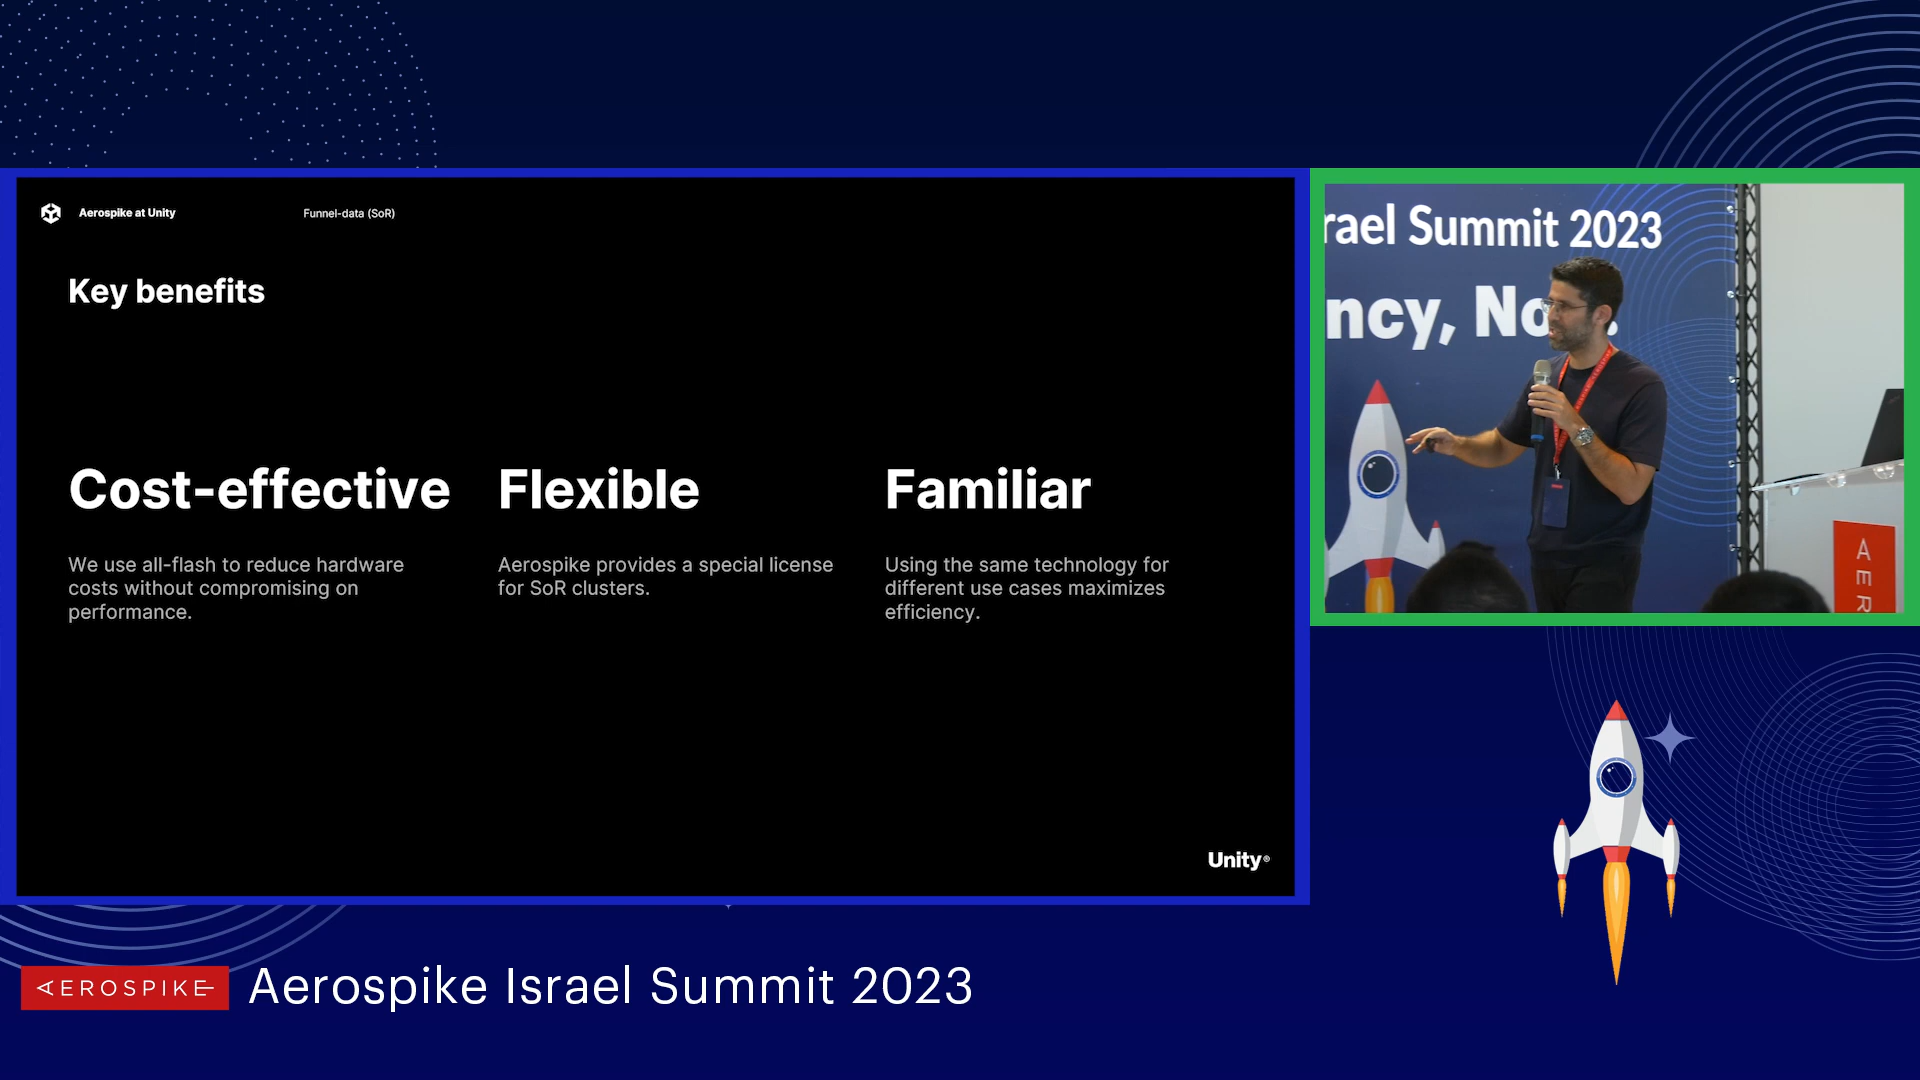 Aerospike at Unity
Funnel-data (SoR)
Key benefits
Cost-effective
We use all-flash to reduce hardware
costs without compromising on
performance.
Flexible
Aerospike provides a special license
for SoR clusters.
Familiar
Using the same technology for
different use cases maximizes
efficiency.
Unity®
rael Summit 2023
ncy, No
AER
AEROSPIKE
Aerospike Israel Summit 2023